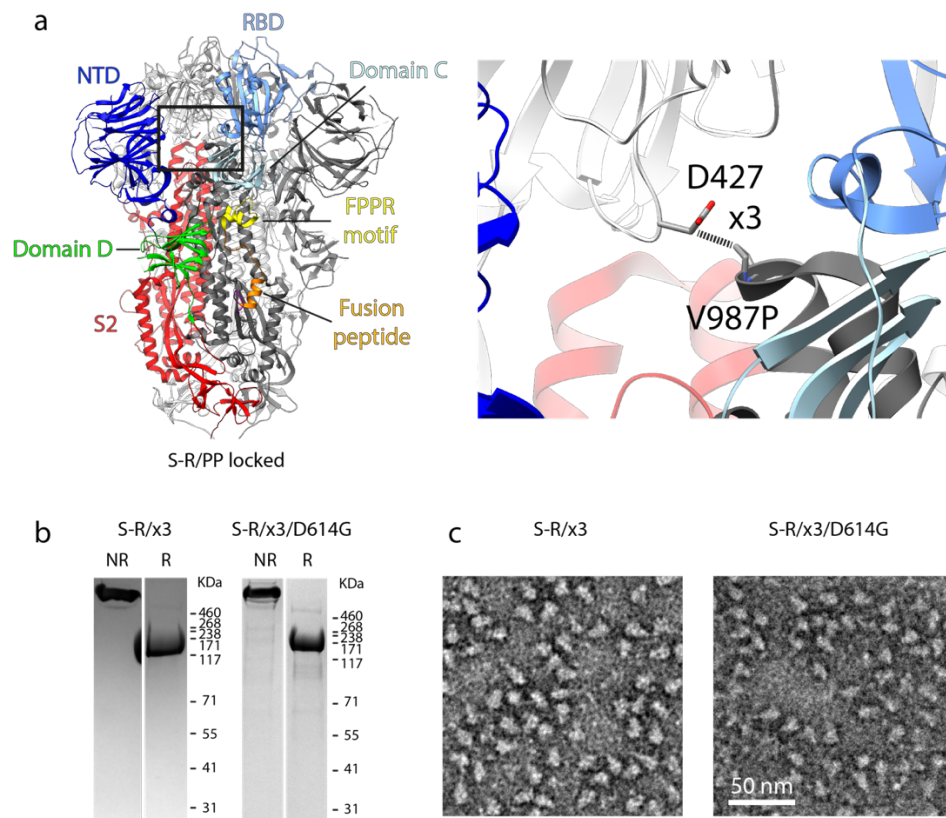 a
RBD
NTD
Domain C
FPPR
motif
Domain D
Fusion
peptide
S2
S-R/PP locked
D427
x3
V987P
b
S-R/x3
S-R/x3/D614G
NR
R
KDa
NR
R
KDa
460
268
238
171
117
71
55
41
31
460
268
238
171
117
71
55
41
31
c
S-R/x3
S-R/x3/D614G
50 nm